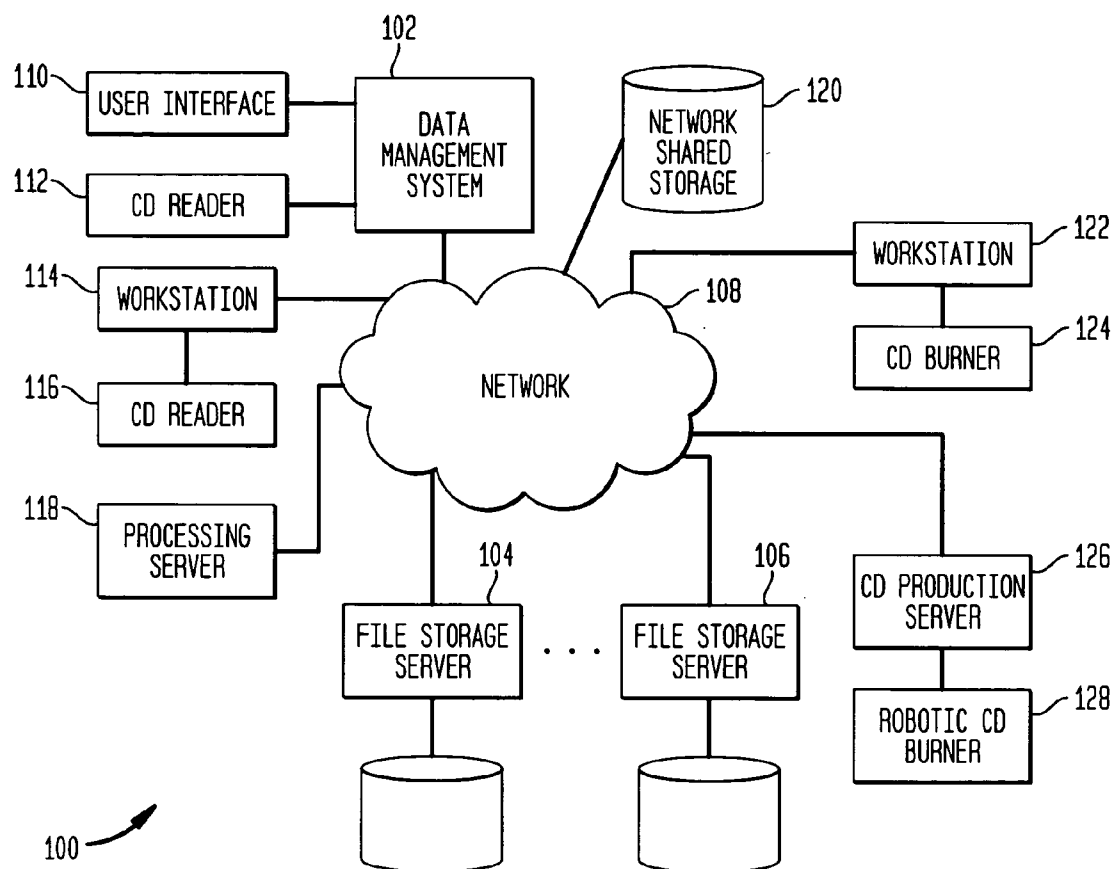 102
110
USER INTERFACE
DATA
MANAGEMENT
SYSTEM
NETWORK
SHARED
STORAGE
120
112
CD READER
114
WORKSTATION
108
WORKSTATION
122
CD BURNER
124
116
CD READER
NETWORK
118
PROCESSING
SERVER
104
FILE STORAGE
SERVER
. . .
106
FILE STORAGE
SERVER
CD PRODUCTION
SERVER
126
ROBOTIC CD
BURNER
128
100